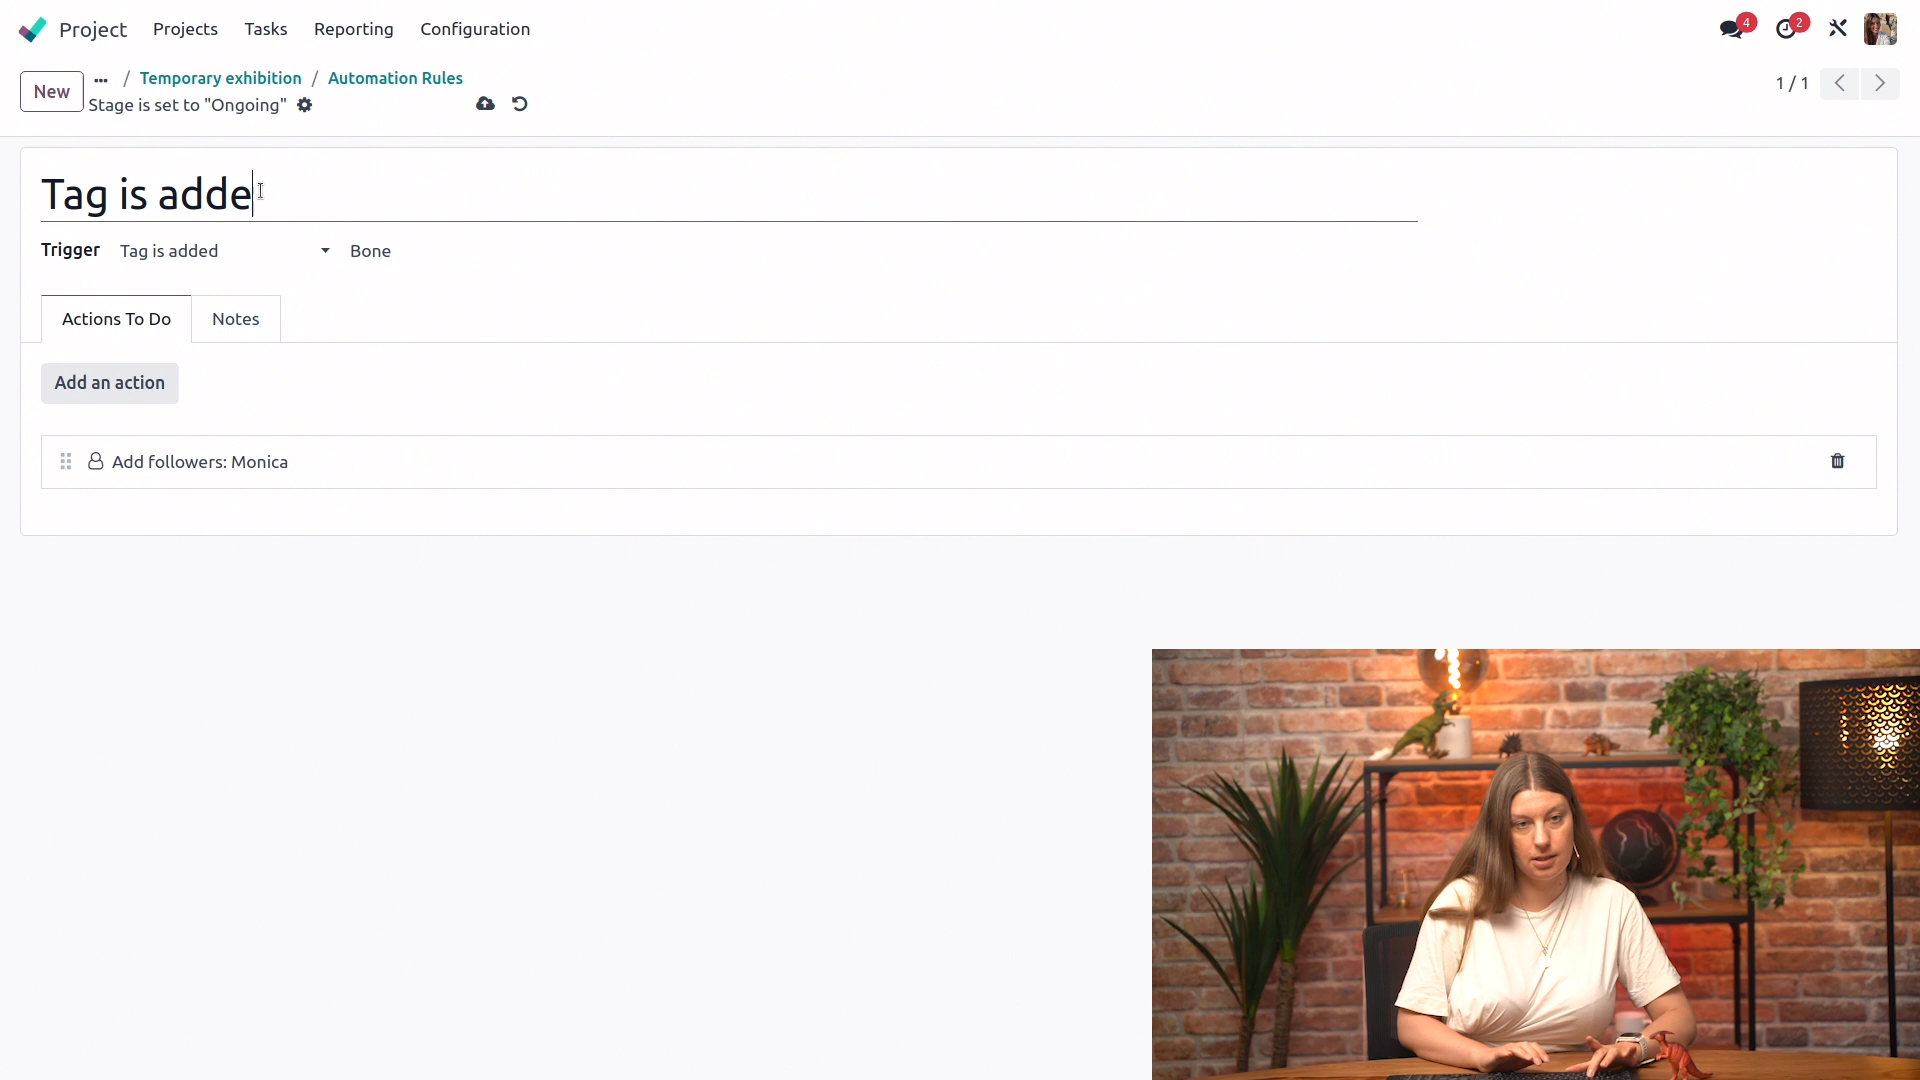 Project Projects Tasks Reporting Configuration 4 2
New / Temporary exhibition / Automation Rules 1 / 1
Stage is set to "Ongoing"
Tag is adde
Trigger Tag is added Bone
Actions To Do Notes
Add an action
Add followers: Monica